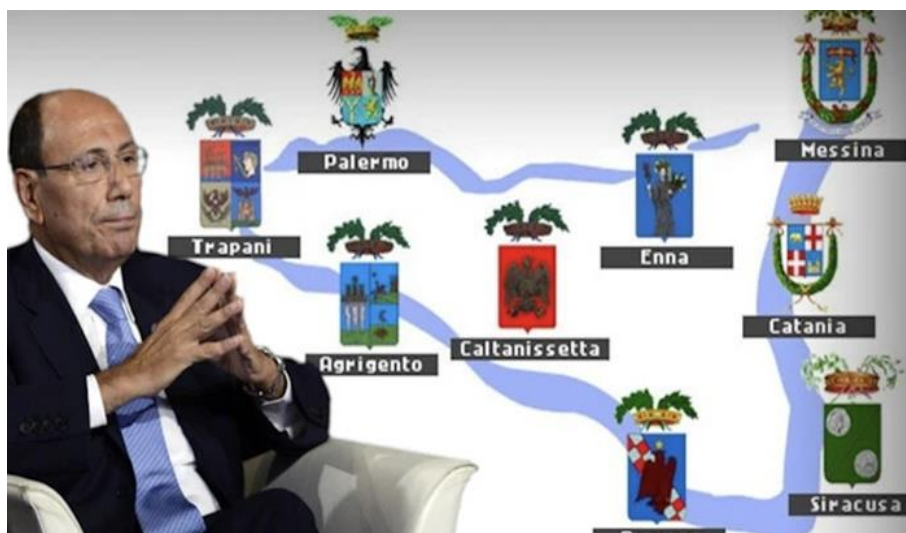 Palermo
Messina
Trapani
Enna
Catania
Agrigento
Caltanissetta
Siracusa